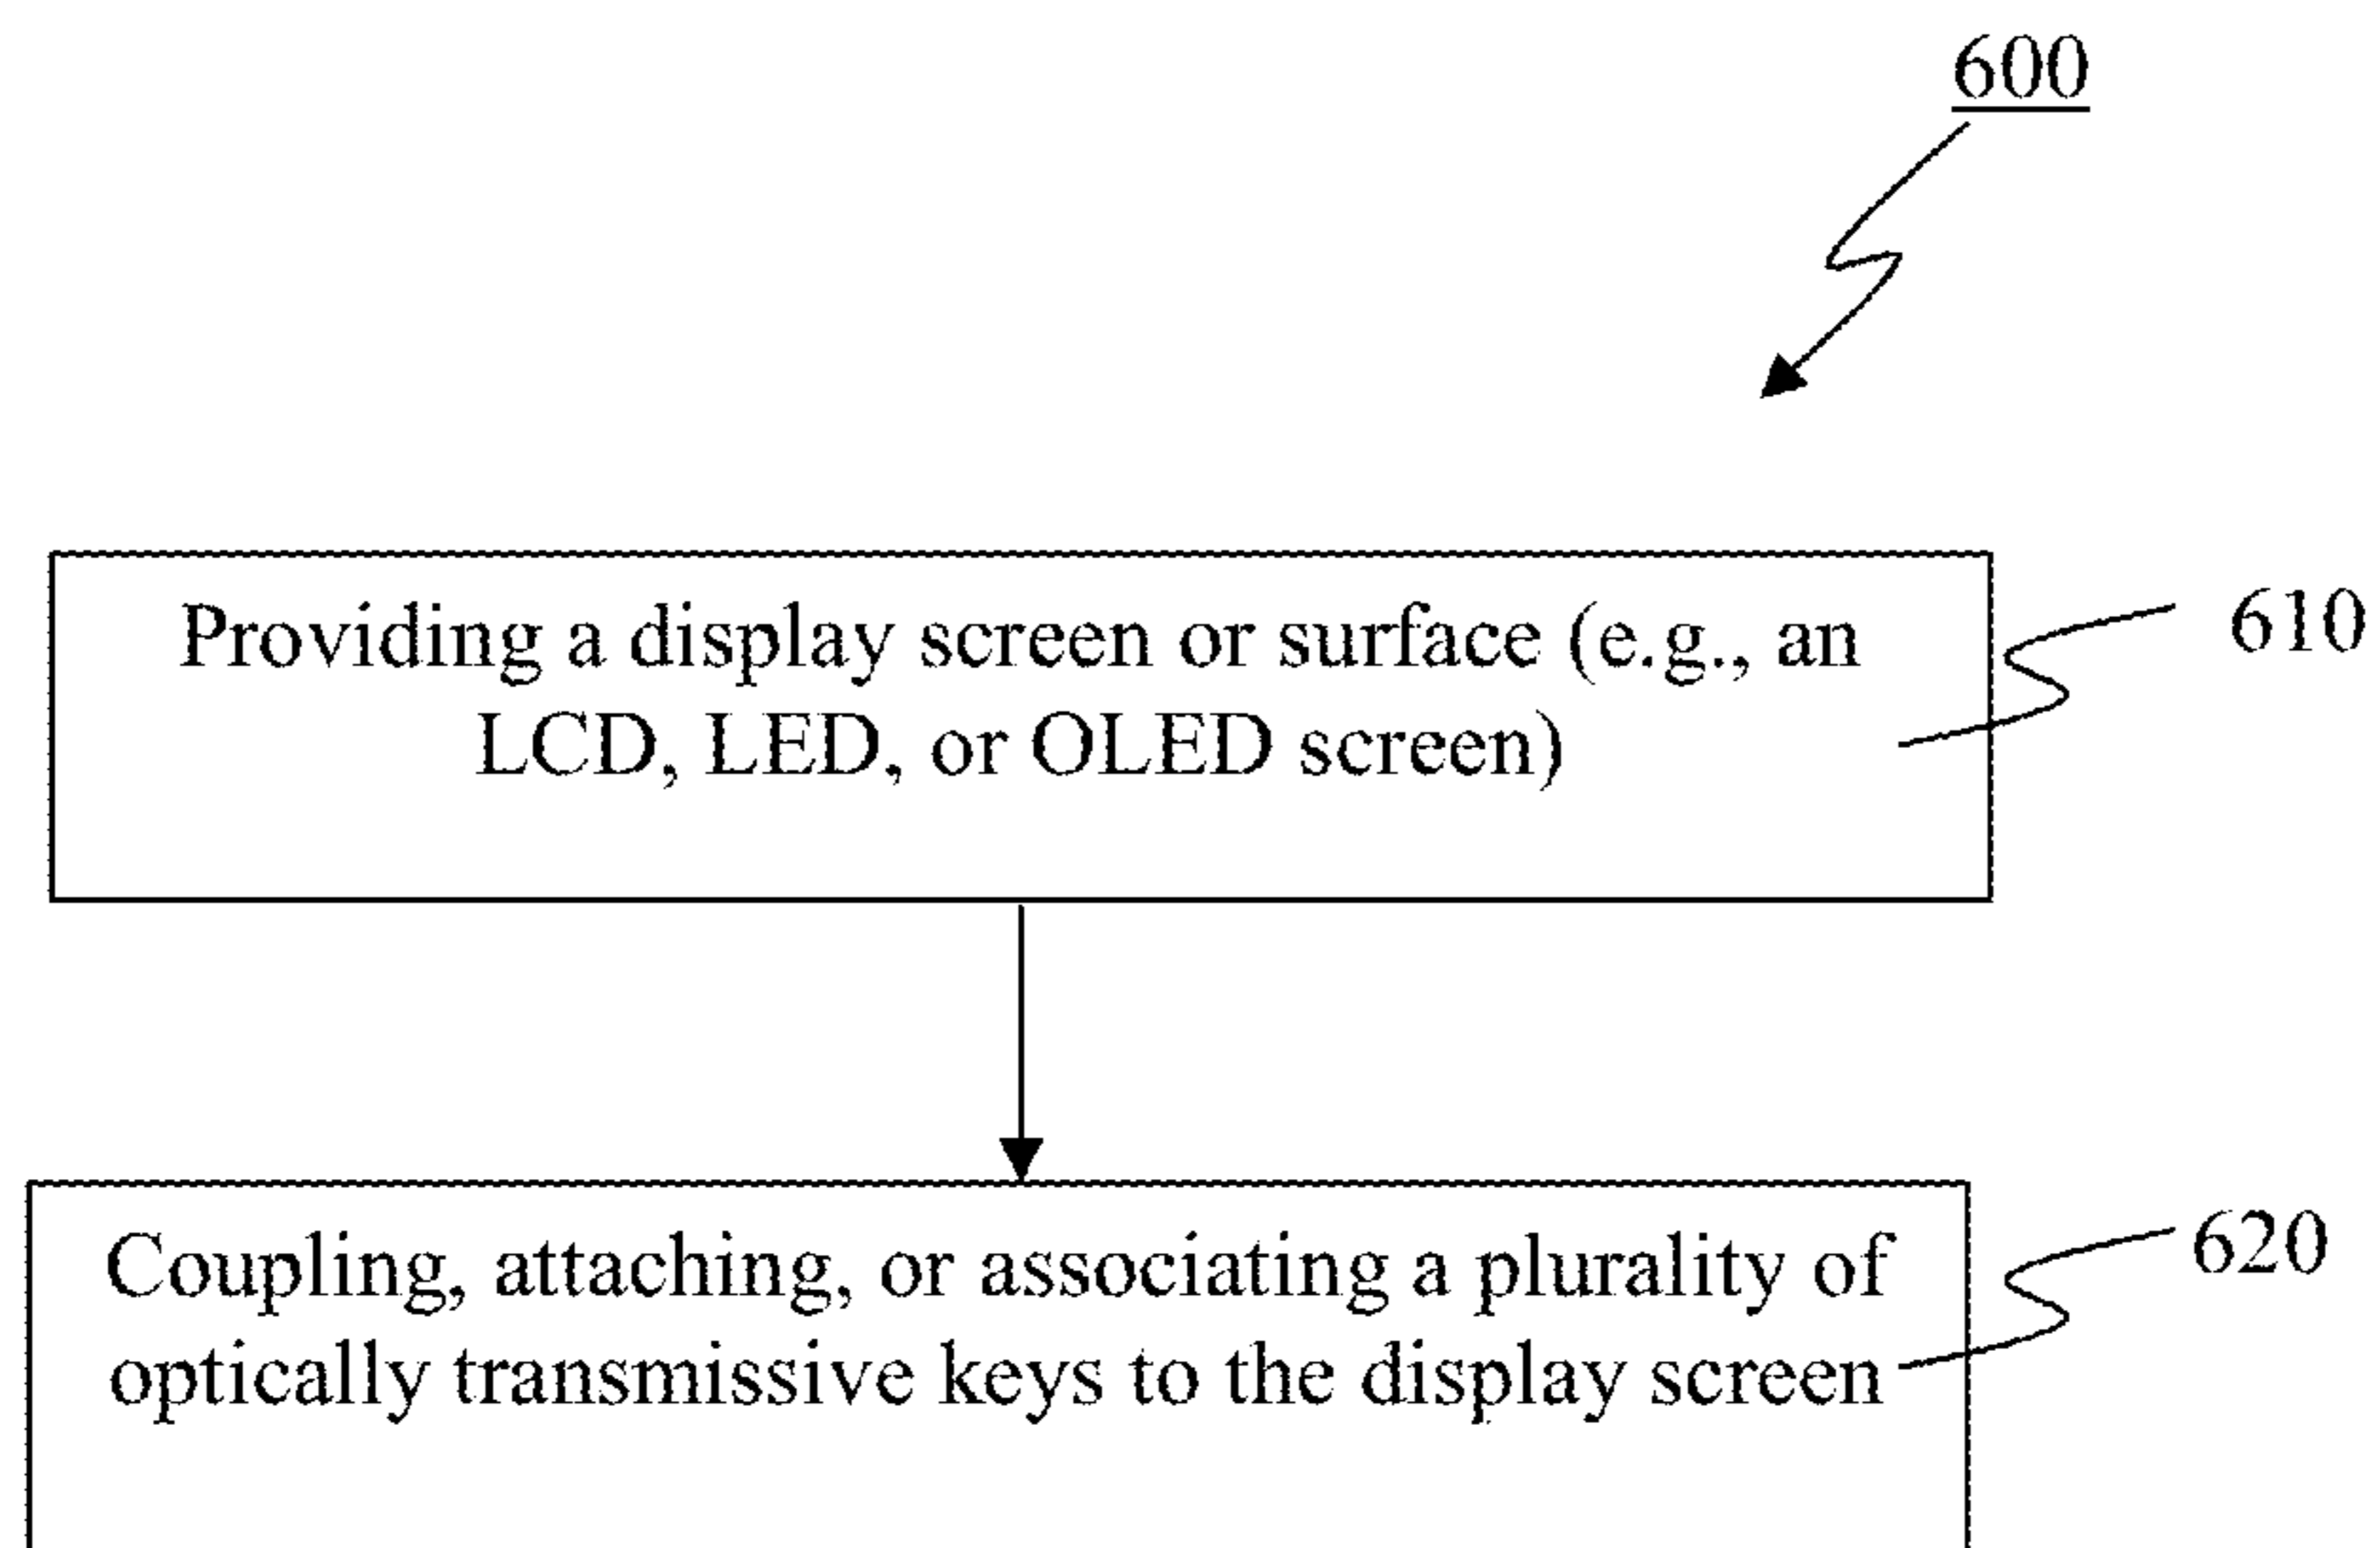 600
Providing a display screen or surface (e.g., an
LCD, LED, or OLED screen)
610
Coupling, attaching, or associating a plurality of
optically transmissive keys to the display screen
620